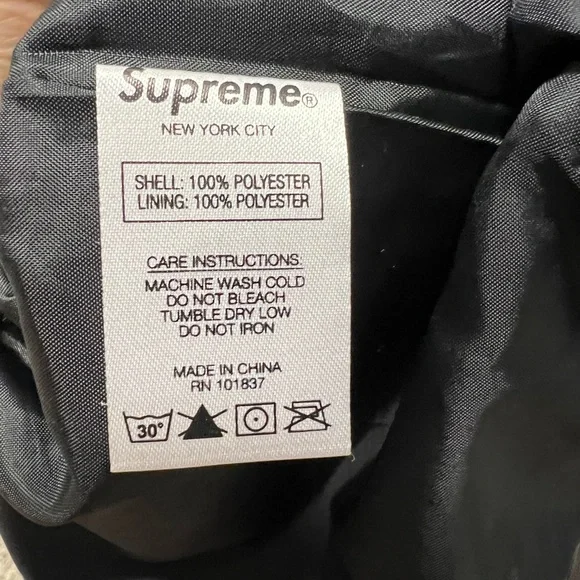 Supreme®
NEW YORK CITY
SHELL: 100% POLYESTER
LINING: 100% POLYESTER
CARE INSTRUCTIONS:
MACHINE WASH COLD
DO NOT BLEACH
TUMBLE DRY LOW
DO NOT IRON
MADE IN CHINA
RN 101837
30°